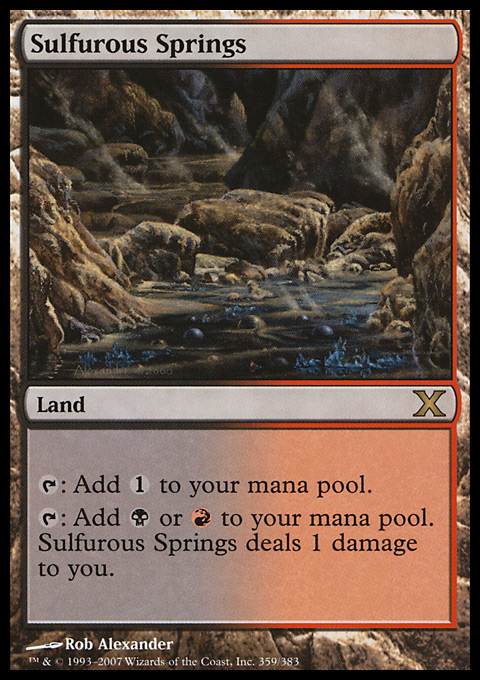 Sulfurous Springs
Land
X
: Add 1 to your mana pool.
: Add or to your mana pool.
Sulfurous Springs deals 1 damage
to you.
Rob Alexander
™ & © 1993–2007 Wizards of the Coast, Inc. 359/383